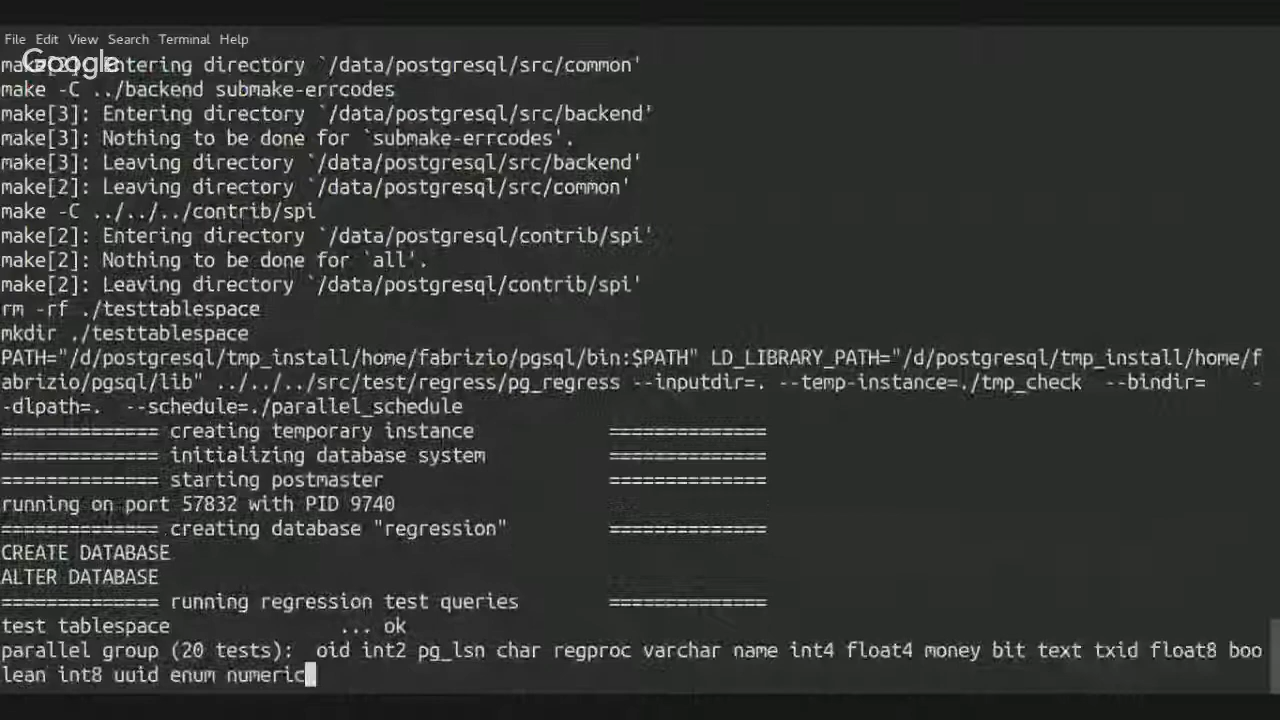 File Edit View Search Terminal Help
Google
make[2]: Entering directory `/data/postgresql/src/common'
make -C ../backend submake-errcodes
make[3]: Entering directory `/data/postgresql/src/backend'
make[3]: Nothing to be done for `submake-errcodes'.
make[3]: Leaving directory `/data/postgresql/src/backend'
make[2]: Leaving directory `/data/postgresql/src/common'
make -C ../../../contrib/spi
make[2]: Entering directory `/data/postgresql/contrib/spi'
make[2]: Nothing to be done for `all'.
make[2]: Leaving directory `/data/postgresql/contrib/spi'
rm -rf ./testtablespace
mkdir ./testtablespace
PATH="/d/postgresql/tmp_install/home/fabrizio/pgsql/bin:$PATH" LD_LIBRARY_PATH="/d/postgresql/tmp_install/home/f
abrizio/pgsql/lib" ../../../src/test/regress/pg_regress --inputdir=. --temp-instance=./tmp_check  --bindir=    -
-dlpath=.  --schedule=./parallel_schedule
============== creating temporary instance            ==============
============== initializing database system           ==============
============== starting postmaster                    ==============
running on port 57832 with PID 9740
============== creating database "regression"         ==============
CREATE DATABASE
ALTER DATABASE
============== running regression test queries        ==============
test tablespace               ... ok
parallel group (20 tests):  oid int2 pg_lsn char regproc varchar name int4 float4 money bit text txid float8 boo
lean int8 uuid enum numeric